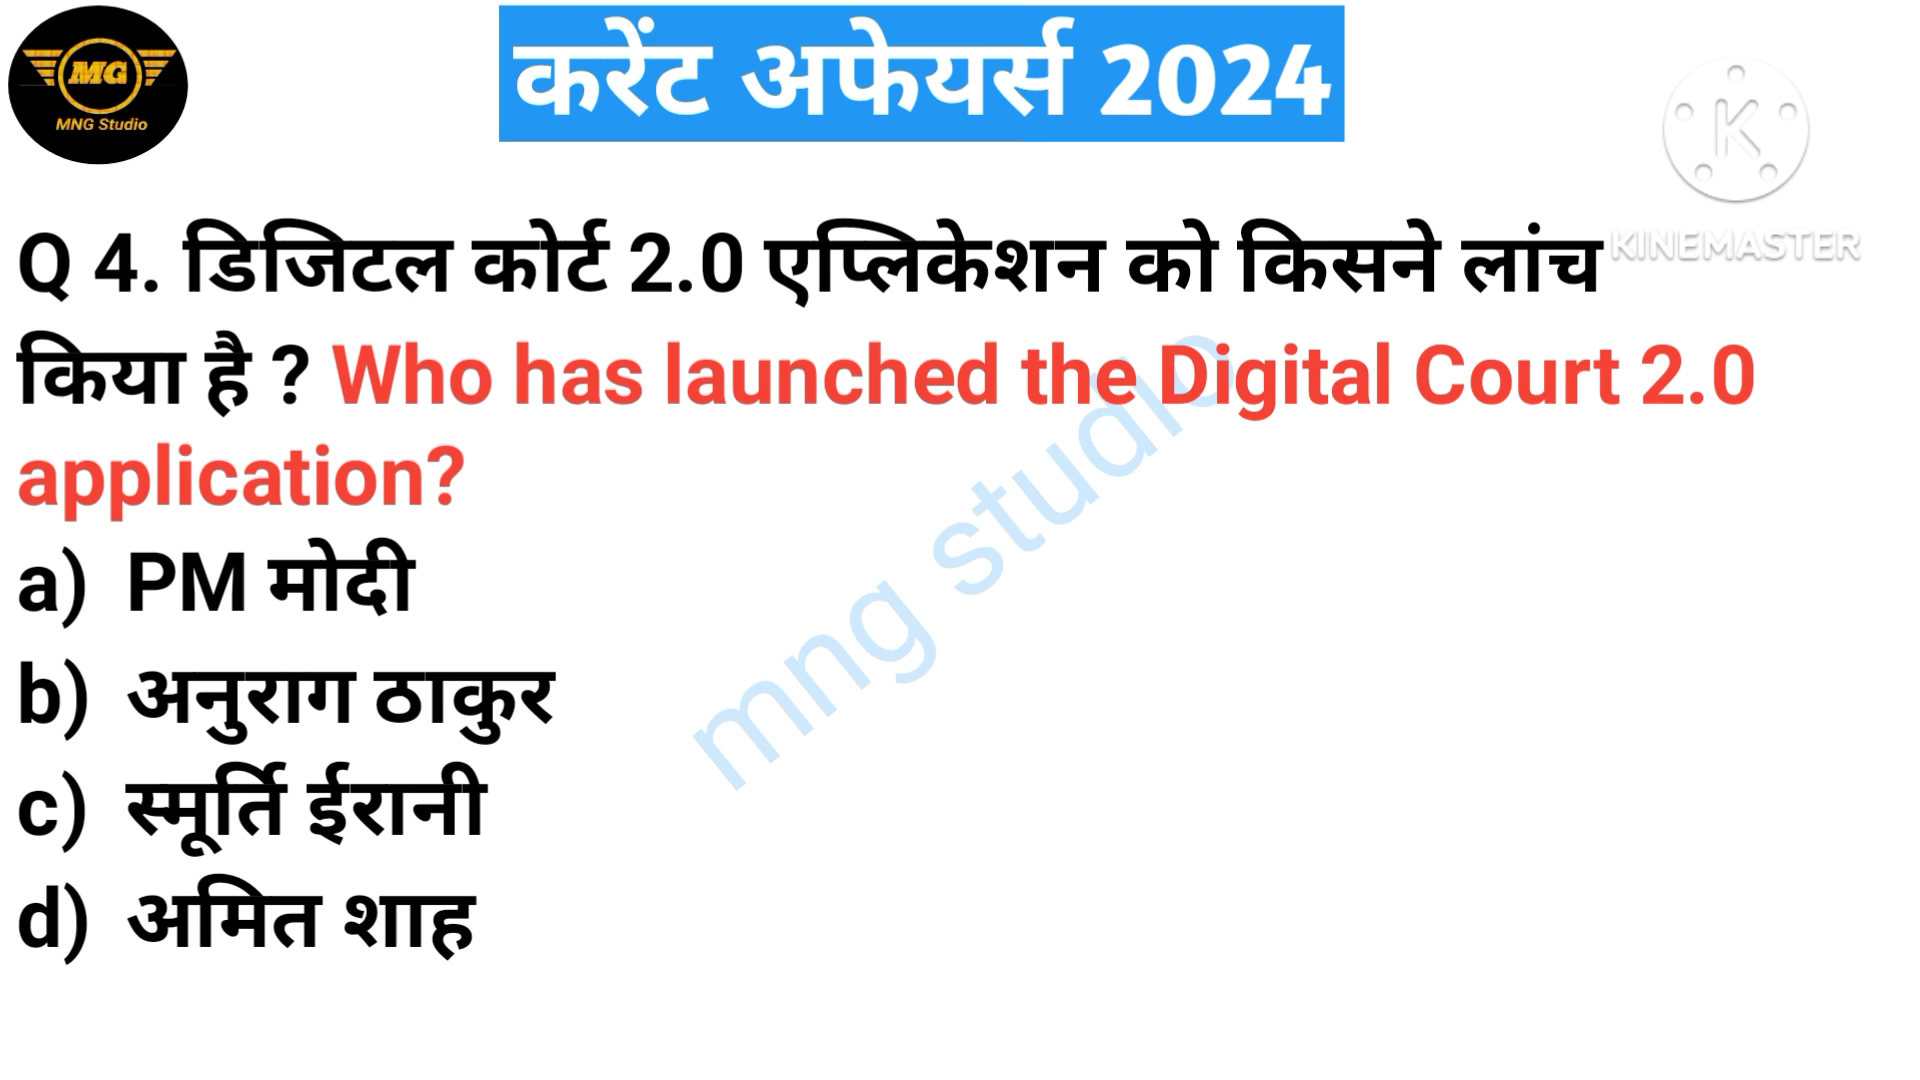 MG
MNG Studio
करेंट अफेयर्स 2024
K
KINEMASTER
Q 4. डिजिटल कोर्ट 2.0 एप्लिकेशन को किसने लांच
किया है ? Who has launched the Digital Court 2.0
application?
a) PM मोदी
b) अनुराग ठाकुर
c) स्मूर्ति ईरानी
d) अमित शाह
mng studio